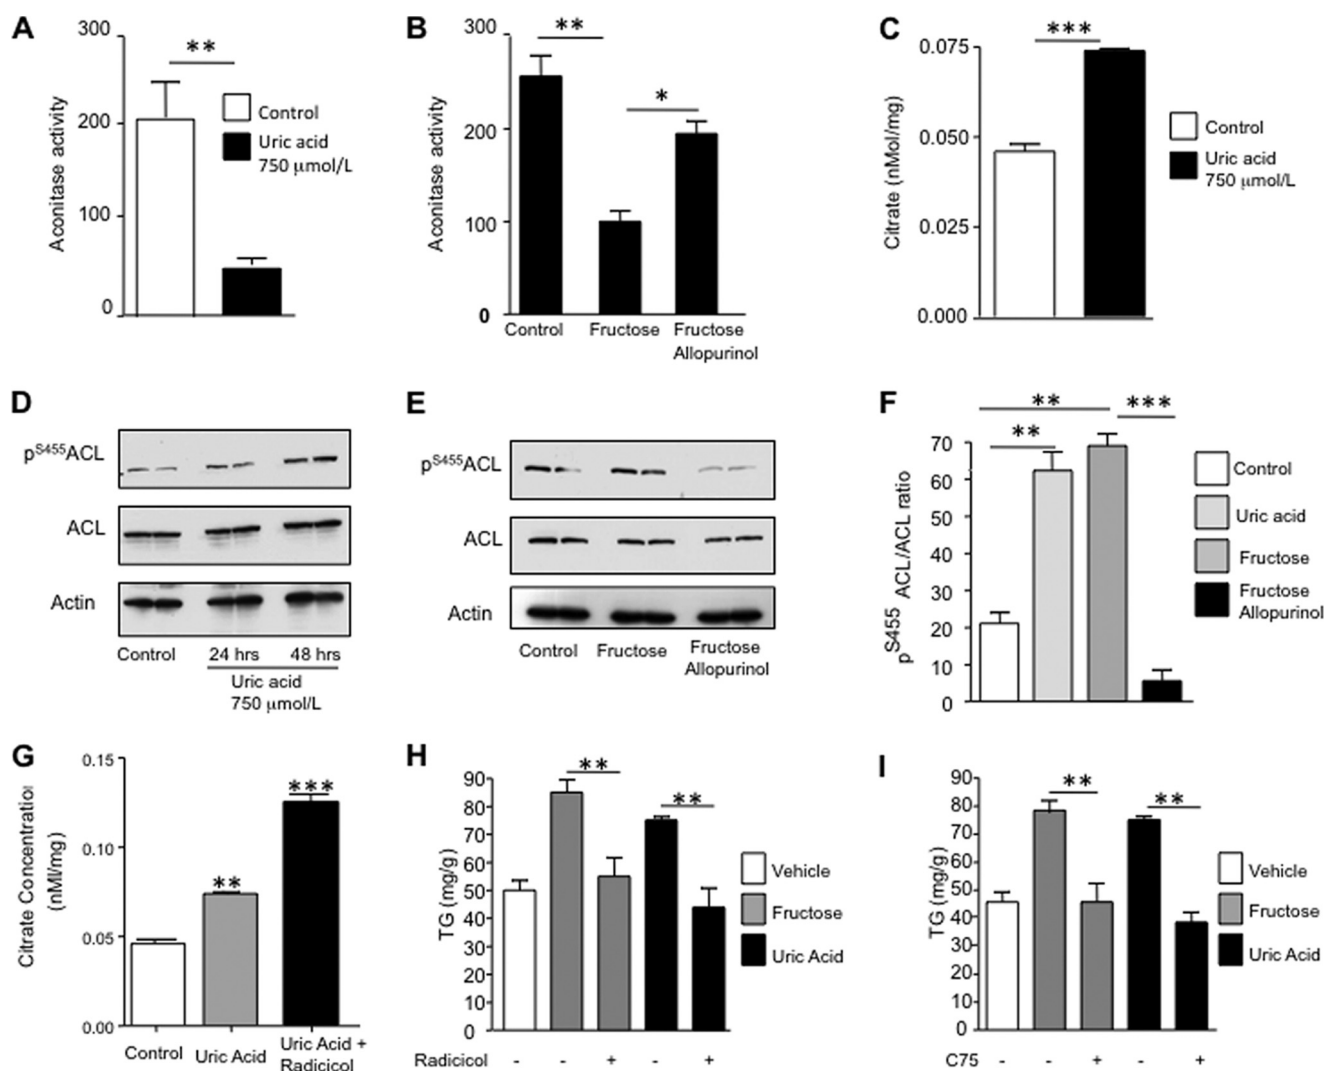 A
300
200
100
0
Aconitase activity
**
Control
Uric acid
750 μmol/L
B
300
200
100
0
Aconitase activity
**
*
Control
Fructose
Fructose
Allopurinol
C
0.075
0.050
0.025
0.000
Citrate (nMol/mg)
***
Control
Uric acid
750 μmol/L
D
pS455ACL
ACL
Actin
Control
24 hrs
48 hrs
Uric acid
750 μmol/L
E
pS455ACL
ACL
Actin
Control
Fructose
Fructose
Allopurinol
F
**
***
**
70
60
50
40
30
20
10
0
pS455 ACL/ACL ratio
Control
Uric acid
Fructose
Fructose
Allopurinol
G
0.15
0.10
0.05
0.00
Citrate Concentration
(nMl/mg)
**
***
Control
Uric Acid
Uric Acid +
Radicicol
H
90
80
70
60
50
40
30
20
10
0
TG (mg/g)
**
**
Vehicle
Fructose
Uric Acid
Radicicol - - + - +
I
90
80
70
60
50
40
30
20
10
0
TG (mg/g)
**
**
Vehicle
Fructose
Uric Acid
C75 - - + - +